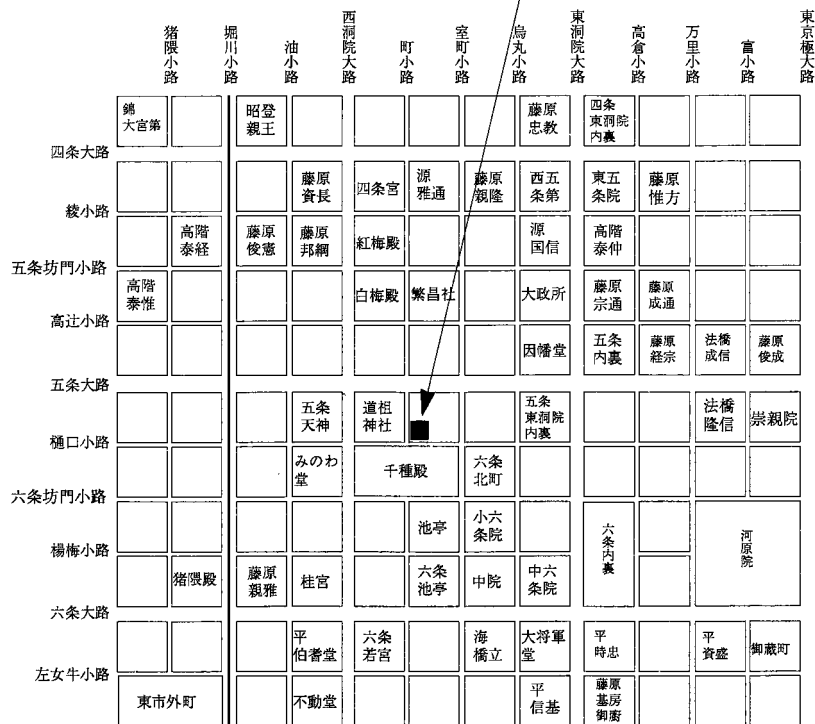 猪隈小路
堀川小路
油小路
西洞院大路
町小路
室町小路
烏丸小路
東洞院大路
高倉小路
万里小路
富小路
東京極大路
錦
大宮第
昭登
親王
藤原
忠教
四条
東洞院
内裏
四条大路
藤原
資長
四条宮
源
雅通
藤原
親隆
西五
条第
東五
条院
藤原
惟方
綾小路
高階
泰経
藤原
俊憲
藤原
邦綱
紅梅殿
源
国信
高階
泰仲
五条坊門小路
高階
泰惟
白梅殿
繁昌社
大政所
藤原
宗通
藤原
成通
高辻小路
因幡堂
五条
内裏
藤原
経宗
法橋
成信
藤原
俊成
五条大路
五条
天神
道祖
神社
五条
東洞院
内裏
法橋
隆信
崇親院
樋口小路
みのわ
堂
千種殿
六条
北町
六条坊門小路
池亭
小六
条院
六条内裏
河原院
楊梅小路
猪隈殿
藤原
親雅
桂宮
六条
池亭
中院
中六
条院
六条大路
平
伯耆堂
六条
若宮
海
橋立
大将軍
堂
平
時忠
平
資盛
御蔵町
左女牛小路
東市外町
不動堂
平
信基
藤原
基房
御廚